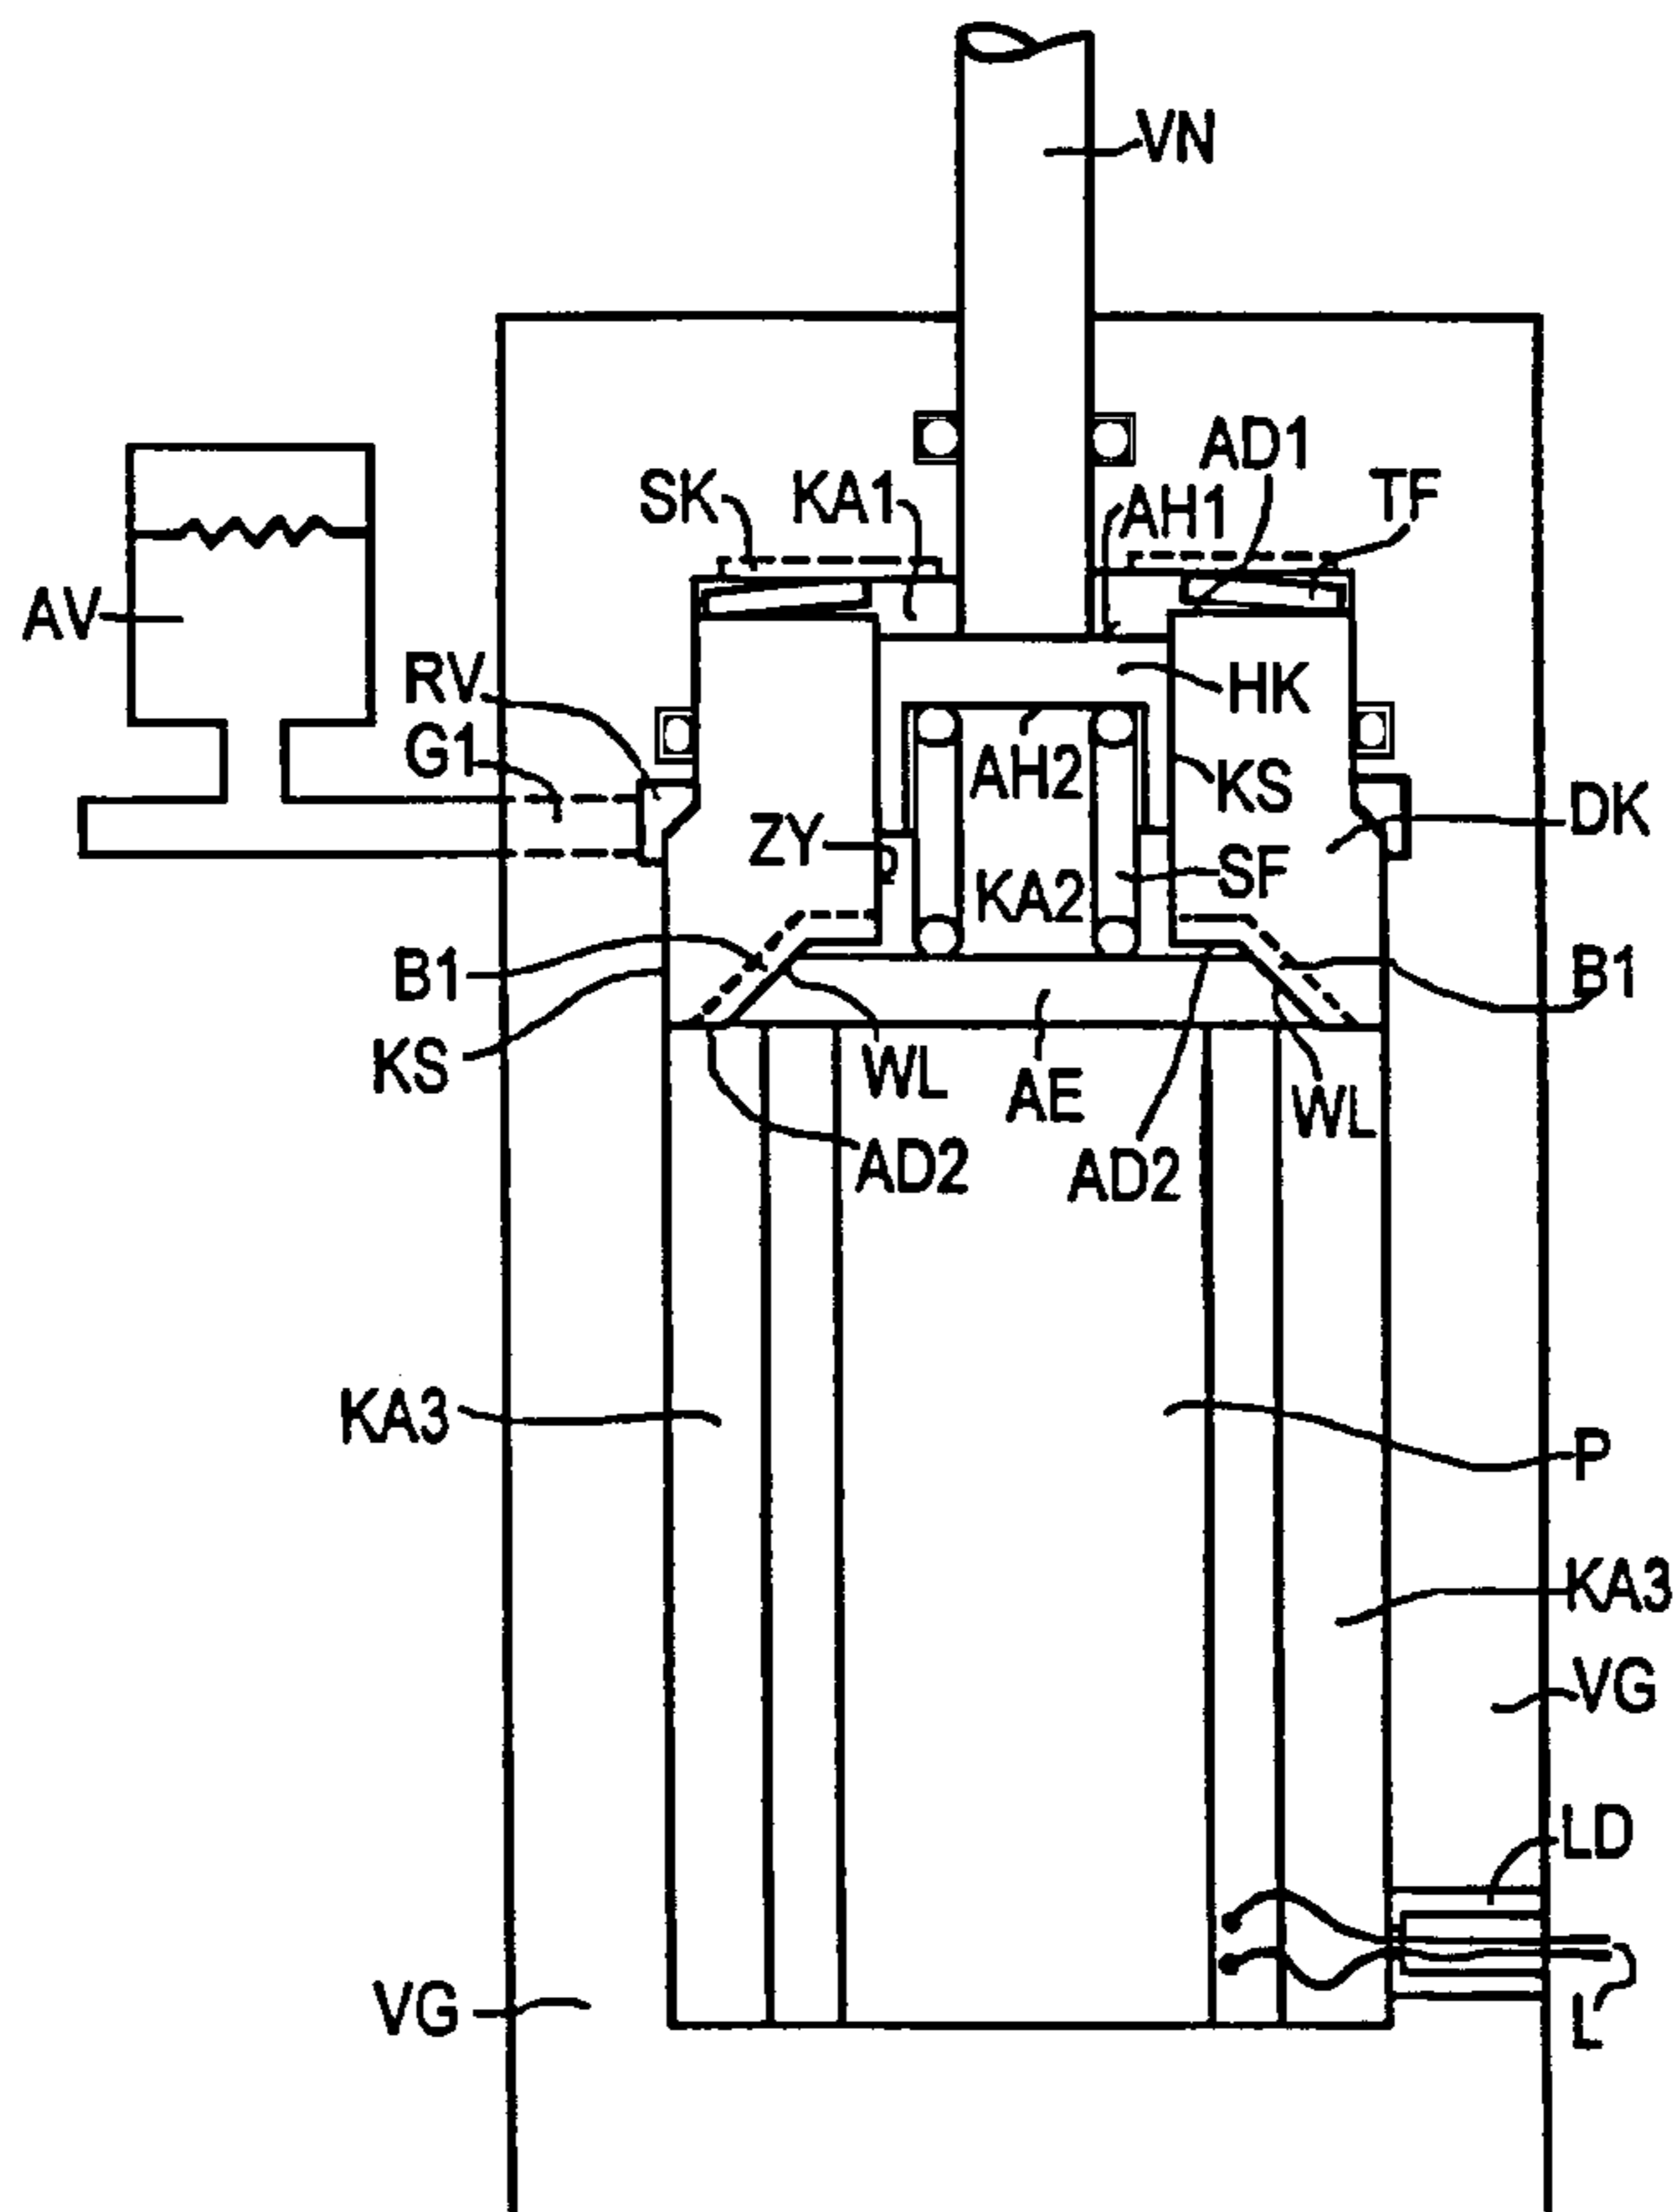 VN
AD1
SK
KA1
AH1
TF
AV
RV
HK
G1
AH2
KS
DK
ZY
SF
KA2
B1
B1
KS
WL
AE
WL
AD2
AD2
KA3
P
KA3
VG
LD
VG
L